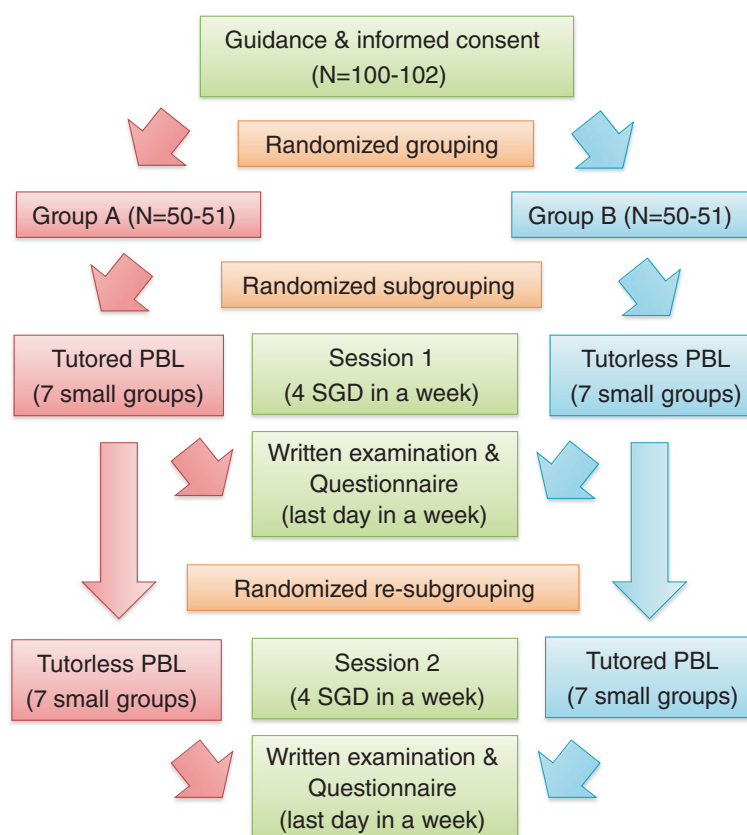 Guidance & informed consent
(N=100-102)
Randomized grouping
Group A (N=50-51)
Group B (N=50-51)
Randomized subgrouping
Tutored PBL
(7 small groups)
Session 1
(4 SGD in a week)
Tutorless PBL
(7 small groups)
Written examination &
Questionnaire
(last day in a week)
Randomized re-subgrouping
Tutorless PBL
(7 small groups)
Session 2
(4 SGD in a week)
Tutored PBL
(7 small groups)
Written examination &
Questionnaire
(last day in a week)